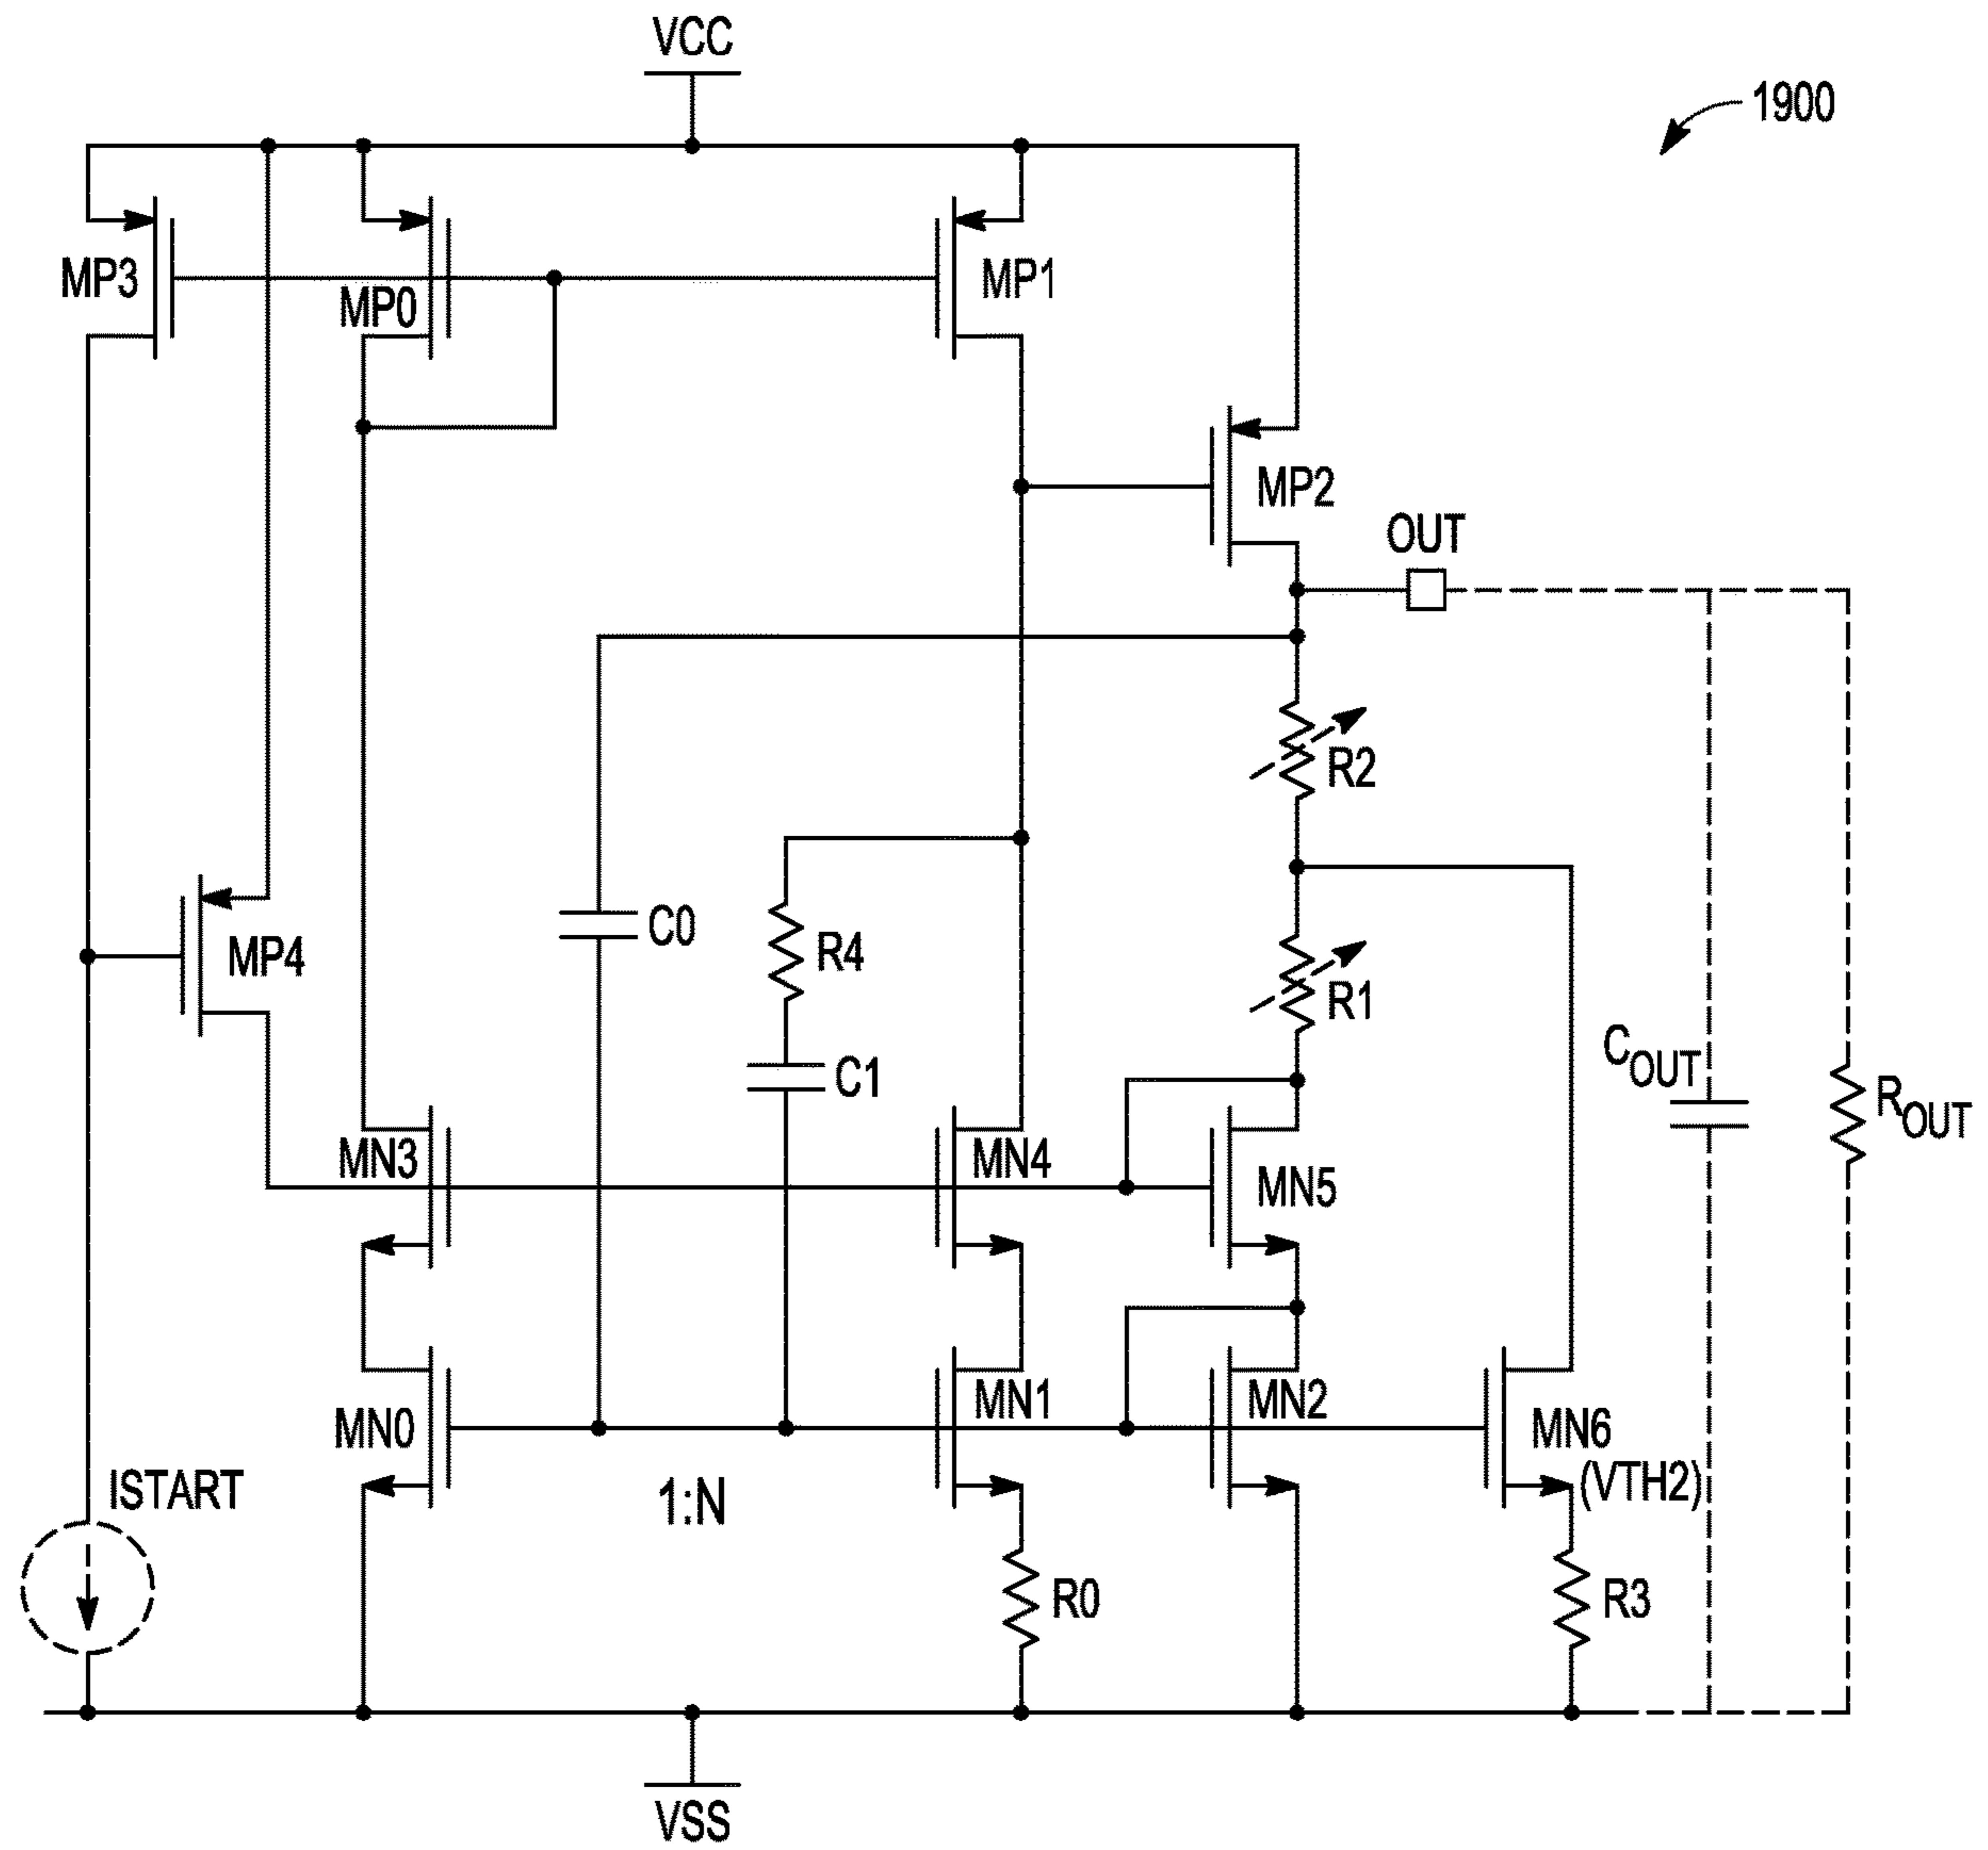 VCC
1900
MP3
MP0
MP1
MP2
OUT
R2
MP4
C0
R4
R1
C1
COUT
ROUT
MN3
MN4
MN5
MN0
MN1
MN2
MN6
(VTH2)
ISTART
1:N
R0
R3
VSS